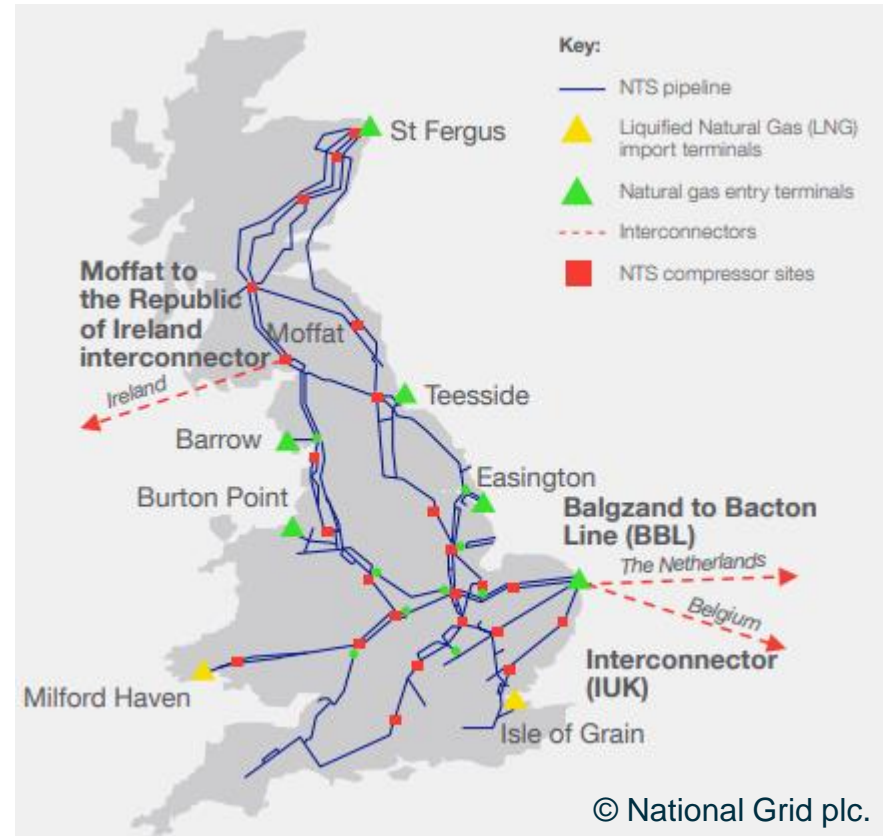 Key:
NTS pipeline
Liquified Natural Gas (LNG)
import terminals
Natural gas entry terminals
Interconnectors
NTS compressor sites
St Fergus
Moffat to
the Republic
of Ireland
interconnector
Moffat
Ireland
Teesside
Barrow
Easington
Burton Point
Balgzand to Bacton
Line (BBL)
The Netherlands
Belgium
Interconnector
(IUK)
Milford Haven
Isle of Grain
© National Grid plc.